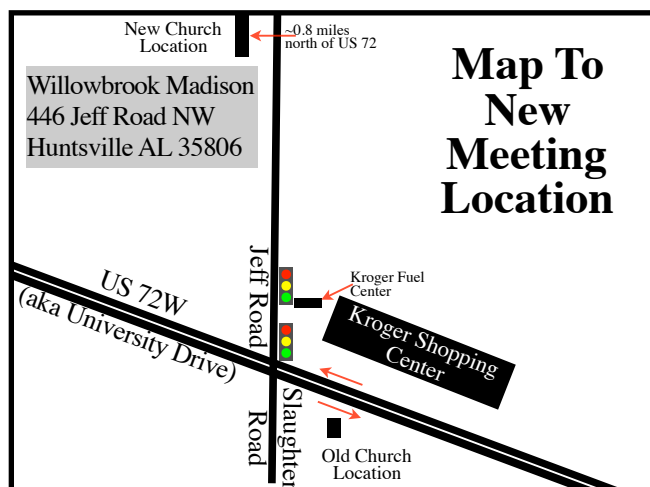 New Church
Location
~0.8 miles
north of US 72
Map To
New
Meeting
Location
Willowbrook Madison
446 Jeff Road NW
Huntsville AL 35806
Jeff Road
Kroger Fuel
Center
US 72W
(aka University Drive)
Kroger Shopping
Center
Slaughter
Road
Old Church
Location